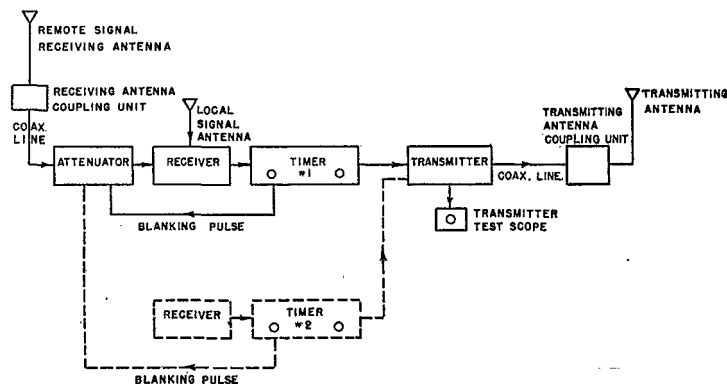 REMOTE SIGNAL
RECEIVING ANTENNA
RECEIVING ANTENNA
COUPLING UNIT
COAX.
LINE
LOCAL
SIGNAL
ANTENNA
TRANSMITTING
ANTENNA
TRANSMITTING
ANTENNA
COUPLING UNIT
ATTENUATOR
RECEIVER
TIMER
#1
TRANSMITTER
COAX. LINE
BLANKING PULSE
TRANSMITTER
TEST SCOPE
RECEIVER
TIMER
#2
BLANKING PULSE